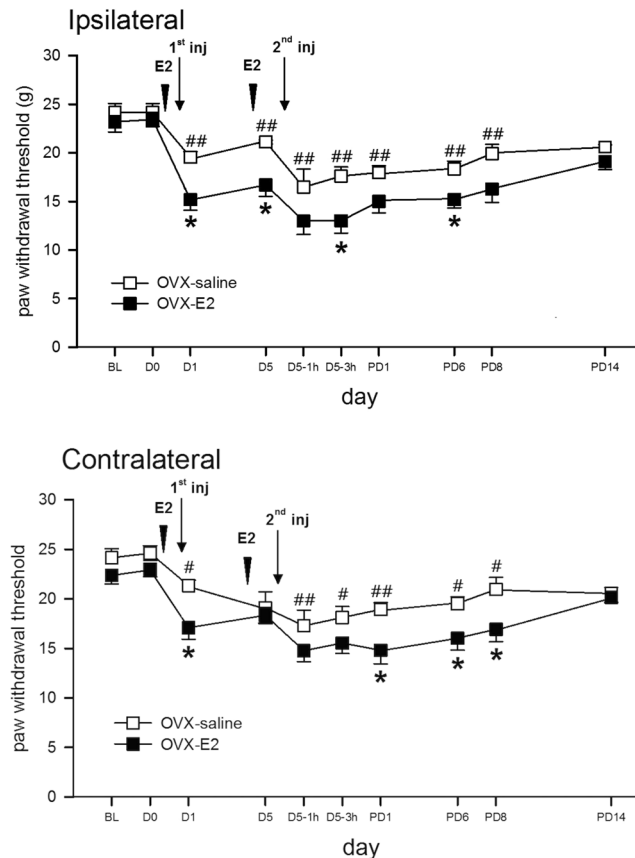 Ipsilateral
1st inj
2nd inj
E2
E2
30
25
20
15
10
5
0
paw withdrawal threshold (g)
##
##
##
##
##
##
##
*
*
*
*
OVX-saline
OVX-E2
BL D0 D1 D5 D5-1h D5-3h PD1 PD6 PD8 PD14
day
Contralateral
1st inj
2nd inj
E2
E2
30
25
20
15
10
5
0
paw withdrawal threshold
#
##
#
##
#
#
*
*
*
*
OVX-saline
OVX-E2
BL D0 D1 D5 D5-1h D5-3h PD1 PD6 PD8 PD14
day